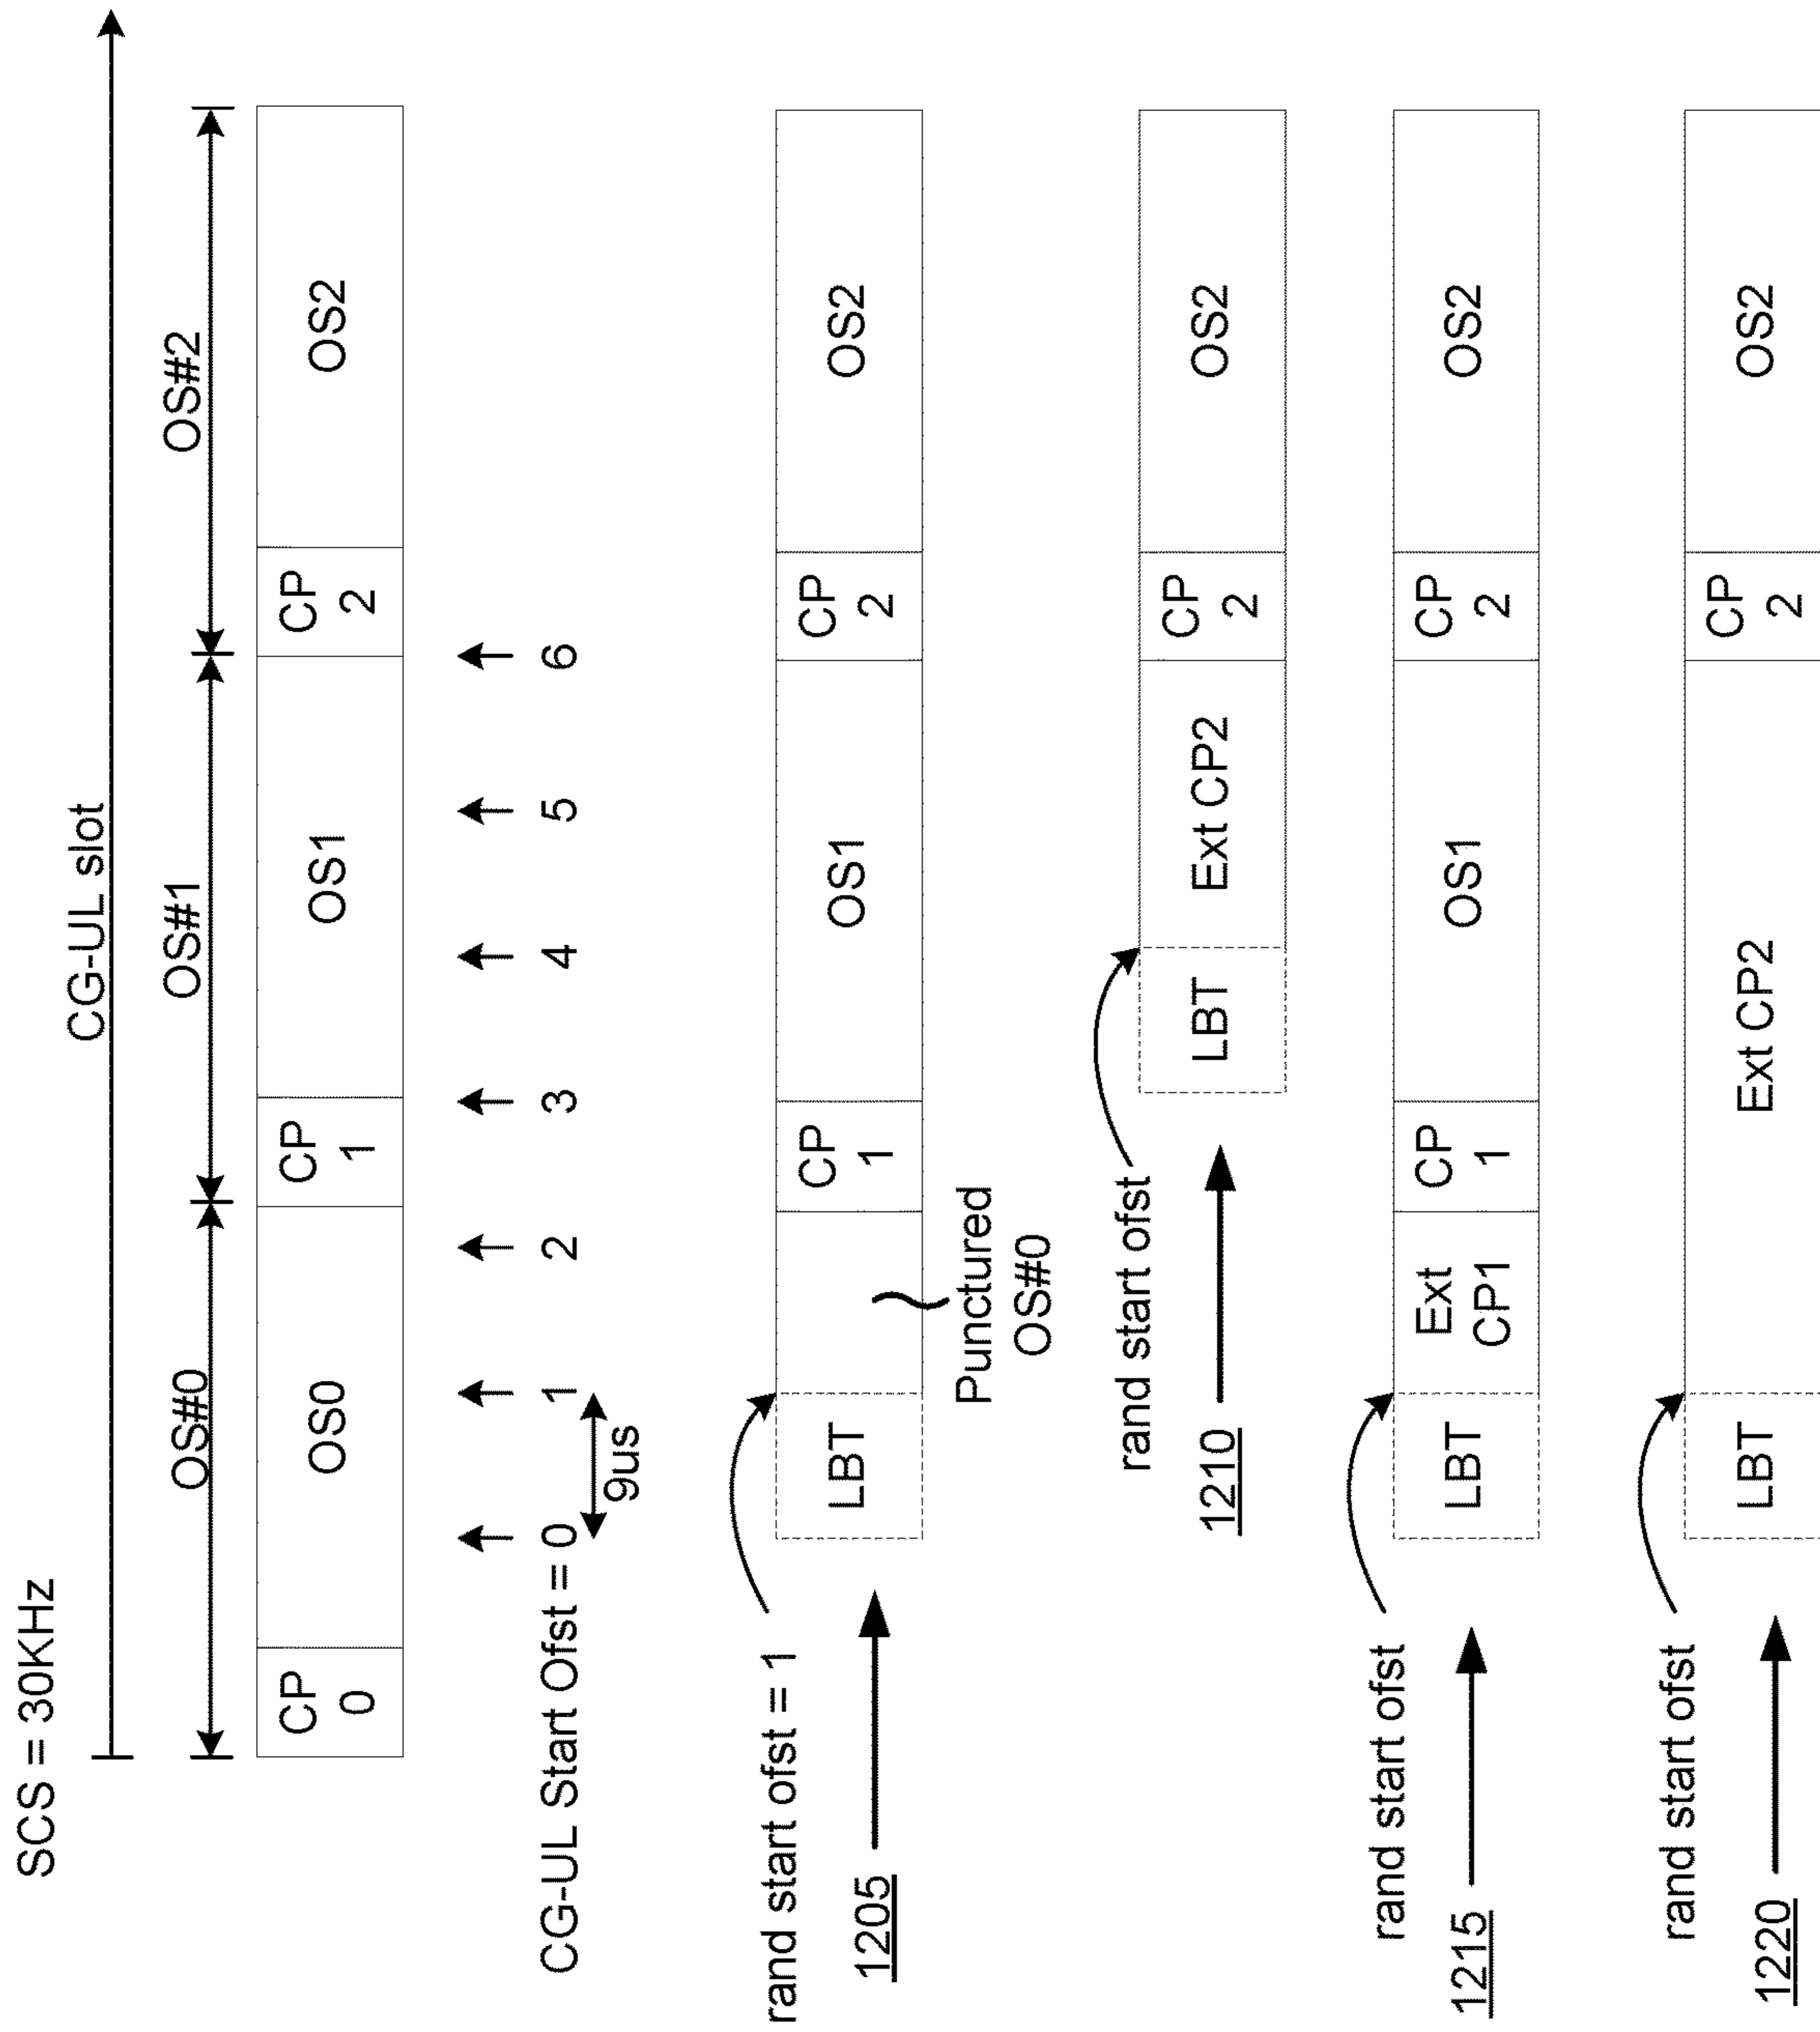 SCS = 30KHz
CG-UL slot
OS#0
OS#1
OS#2
CP
0
OS0
CP
1
OS1
CP
2
OS2
CG-UL Start Ofst = 0
1
2
3
4
5
6
9us
rand start ofst = 1
1205
LBT
CP
1
OS1
CP
2
OS2
Punctured
OS#0
rand start ofst
1210
LBT
Ext CP2
CP
2
OS2
rand start ofst
1215
LBT
Ext
CP1
CP
1
OS1
CP
2
OS2
rand start ofst
1220
LBT
Ext CP2
CP
2
OS2